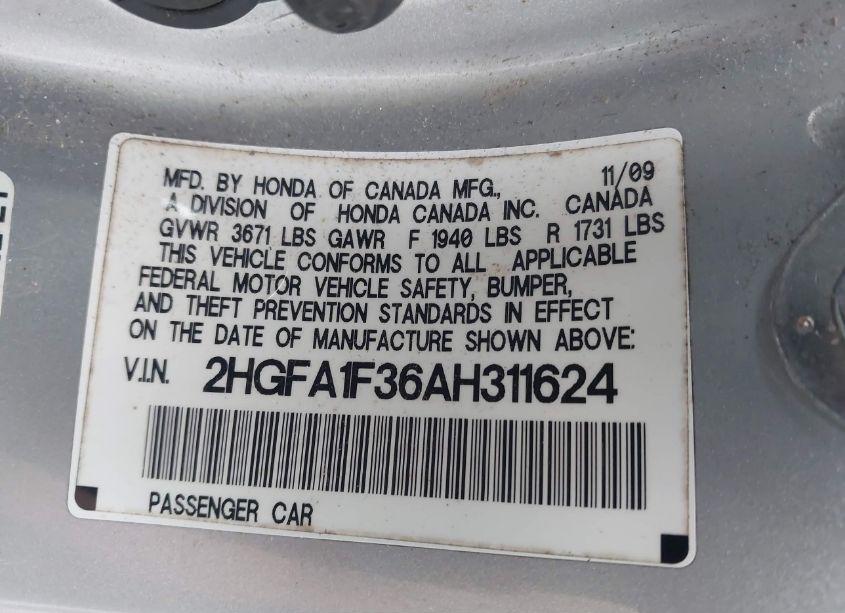 MFD. BY HONDA OF CANADA MFG., 11/09
A DIVISION OF HONDA CANADA INC. CANADA
GVWR 3671 LBS GAWR F 1940 LBS R 1731 LBS
THIS VEHICLE CONFORMS TO ALL APPLICABLE
FEDERAL MOTOR VEHICLE SAFETY, BUMPER,
AND THEFT PREVENTION STANDARDS IN EFFECT
ON THE DATE OF MANUFACTURE SHOWN ABOVE:
V.I.N. 2HGFA1F36AH311624
PASSENGER CAR